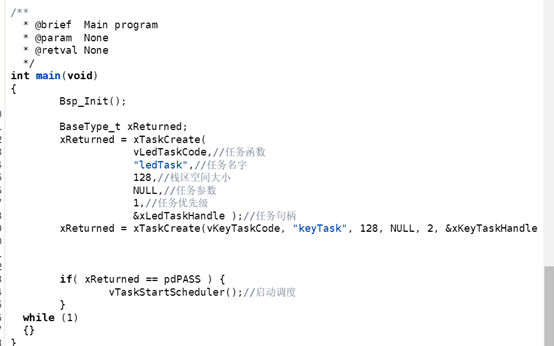 /**
  * @brief  Main program
  * @param  None
  * @retval None
  */
int main(void)
{
        Bsp_Init();
        BaseType_t xReturned;
        xReturned = xTaskCreate(
                vLedTaskCode,//任务函数
                "ledTask",//任务名字
                128,//栈区空间大小
                NULL,//任务参数
                1,//任务优先级
                &xLedTaskHandle );//任务句柄
        xReturned = xTaskCreate(vKeyTaskCode, "keyTask", 128, NULL, 2, &xKeyTaskHandle
        if( xReturned == pdPASS ) {
                vTaskStartScheduler();//启动调度
        }
  while (1)
  {}
}